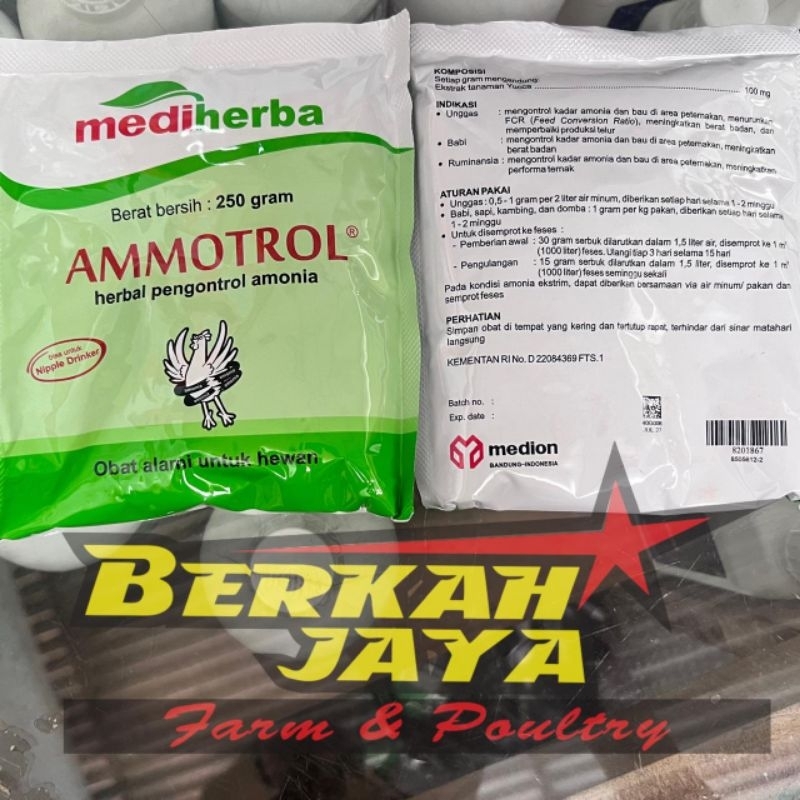 mediherba
Berat bersih : 250 gram
AMMOTROL®
herbal pengontrol amonia
bisa untuk
Nipple Drinker
Obat alami untuk hewan
KOMPOSISI
Setiap gram mengandung:
Ekstrak tanaman Yucca ........ 100 mg
INDIKASI
• Unggas : mengontrol kadar amonia dan bau di area peternakan, menurunkan
FCR (Feed Conversion Ratio), meningkatkan berat badan, dan
memperbaiki produksi telur
• Babi : mengontrol kadar amonia dan bau di area peternakan, meningkatkan
berat badan
• Ruminansia : mengontrol kadar amonia dan bau di area peternakan, meningkatkan
performa ternak
ATURAN PAKAI
• Unggas : 0,5 - 1 gram per 2 liter air minum, diberikan setiap hari selama 1 - 2 minggu
• Babi, sapi, kambing, dan domba : 1 gram per kg pakan, diberikan setiap hari selama
1 - 2 minggu
• Untuk disemprot ke feses :
- Pemberian awal : 30 gram serbuk dilarutkan dalam 1,5 liter air, disemprot ke 1 m³
(1000 liter) feses. Ulangi tiap 3 hari selama 15 hari
- Pengulangan : 15 gram serbuk dilarutkan dalam 1,5 liter, disemprot ke 1 m³
(1000 liter) feses seminggu sekali
Pada kondisi amonia ekstrim, dapat diberikan bersamaan via air minum/ pakan dan
semprot feses
PERHATIAN
Simpan obat di tempat yang kering dan tertutup rapat, terhindar dari sinar matahari
langsung
KEMENTAN RI No. D 22084369 FTS.1
Batch no. :
Exp. date :
medion
BANDUNG-INDONESIA
8201867
BERKAH
JAYA
Farm & Poultry